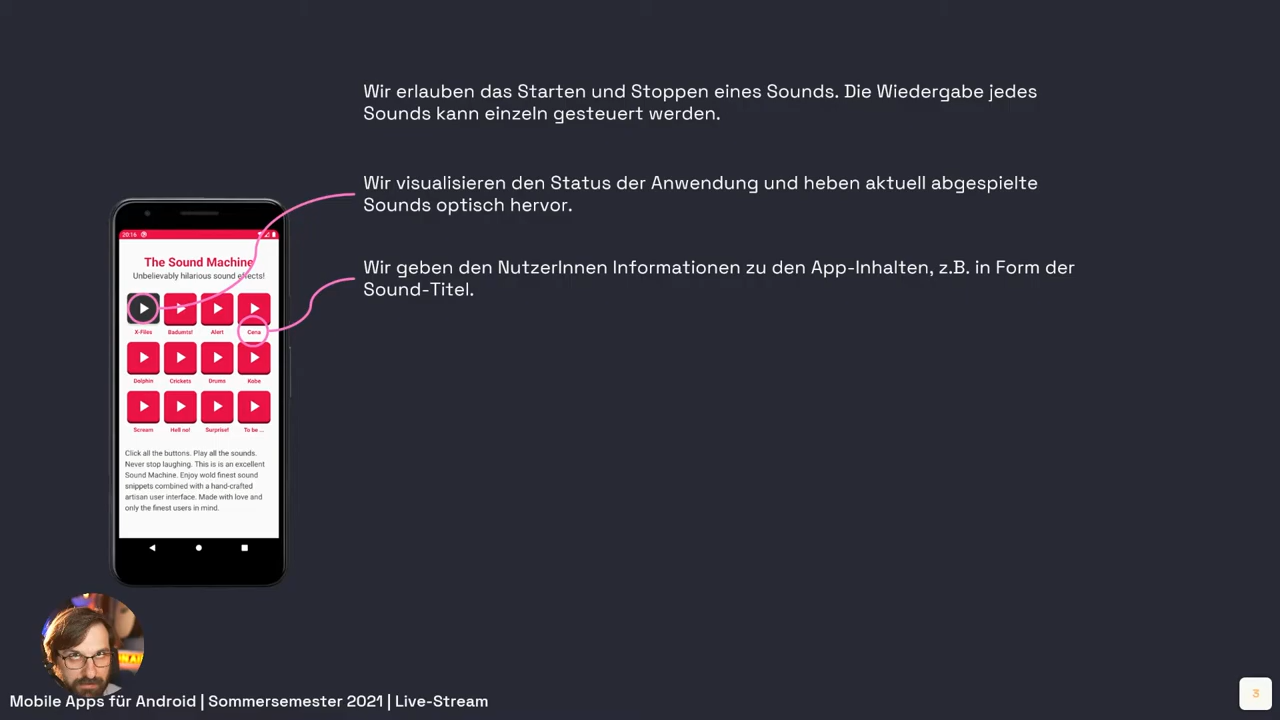 Wir erlauben das Starten und Stoppen eines Sounds. Die Wiedergabe jedes
Sounds kann einzeln gesteuert werden.
Wir visualisieren den Status der Anwendung und heben aktuell abgespielte
Sounds optisch hervor.
Wir geben den NutzerInnen Informationen zu den App-Inhalten, z.B. in Form der
Sound-Titel.
20:16
The Sound Machine
Unbelievably hilarious sound effects!
X-Files Badumts! Alert Cena
Dolphin Crickets Drums Kobe
Scream Hell no! Surprise! To be ...
Click all the buttons. Play all the sounds.
Never stop laughing. This is is an excellent
Sound Machine. Enjoy wold finest sound
snippets combined with a hand-crafted
artisan user interface. Made with love and
only the finest users in mind.
Mobile Apps für Android | Sommersemester 2021 | Live-Stream
3